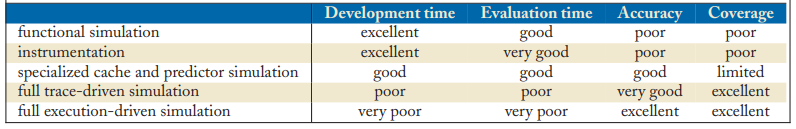 Development time Evaluation time Accuracy Coverage
functional simulation excellent good poor poor
instrumentation excellent very good poor poor
specialized cache and predictor simulation good good good limited
full trace-driven simulation poor poor very good excellent
full execution-driven simulation very poor very poor excellent excellent